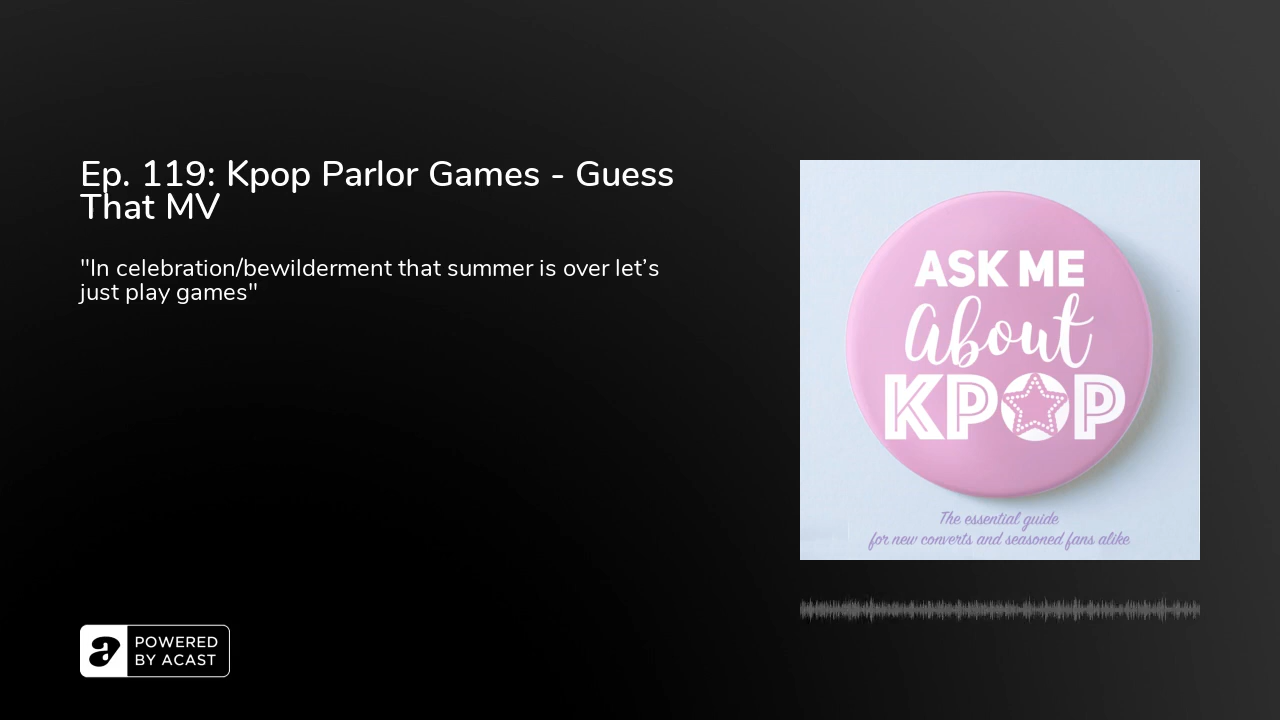 Ep. 119: Kpop Parlor Games - Guess
That MV
"In celebration/bewilderment that summer is over let’s
just play games"
ASK ME
About
KPOP
The essential guide
for new converts and seasoned fans alike
a
POWERED
BY ACAST